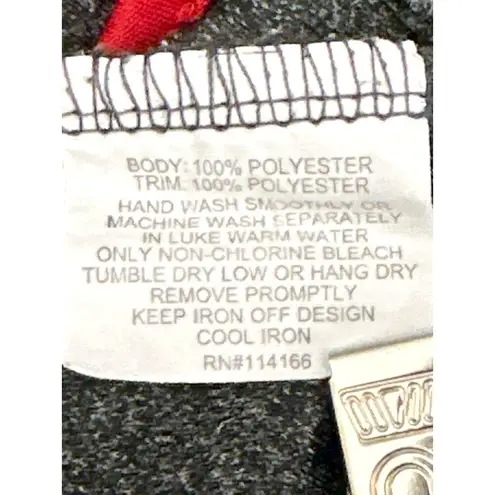 BODY: 100% POLYESTER
TRIM: 100% POLYESTER
HAND WASH SMOOTHLY OR
MACHINE WASH SEPARATELY
IN LUKE WARM WATER
ONLY NON-CHLORINE BLEACH
TUMBLE DRY LOW OR HANG DRY
REMOVE PROMPTLY
KEEP IRON OFF DESIGN
COOL IRON
RN#114166